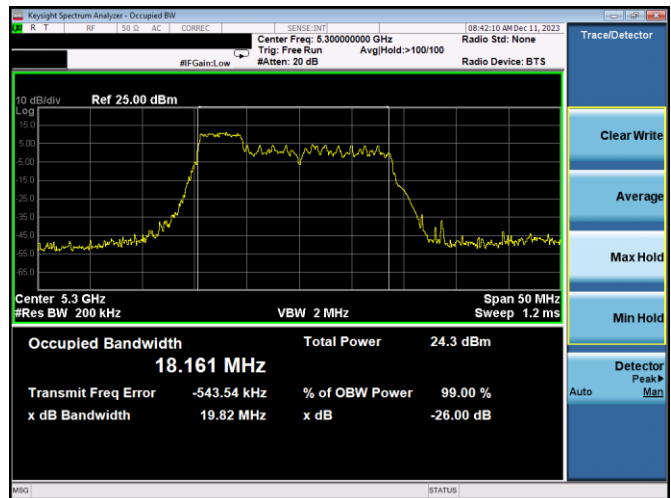 Keysight Spectrum Analyzer - Occupied BW
R T RF 50 Ω AC CORREC SENSE:INT 08:42:10 AM Dec 11, 2023
Center Freq: 5.300000000 GHz Radio Std: None
Trig: Free Run Avg|Hold:>100/100
#IFGain:Low #Atten: 20 dB Radio Device: BTS
Trace/Detector
10 dB/div Ref 25.00 dBm
Log
15.0
5.00
-5.00
-15.0
-25.0
-35.0
-45.0
-55.0
-65.0
Center 5.3 GHz Span 50 MHz
#Res BW 200 kHz VBW 2 MHz Sweep 1.2 ms
Occupied Bandwidth Total Power 24.3 dBm
18.161 MHz
Transmit Freq Error -543.54 kHz % of OBW Power 99.00 %
x dB Bandwidth 19.82 MHz x dB -26.00 dB
Clear Write
Average
Max Hold
Min Hold
Detector
Peak▶
Auto Man
MSG STATUS